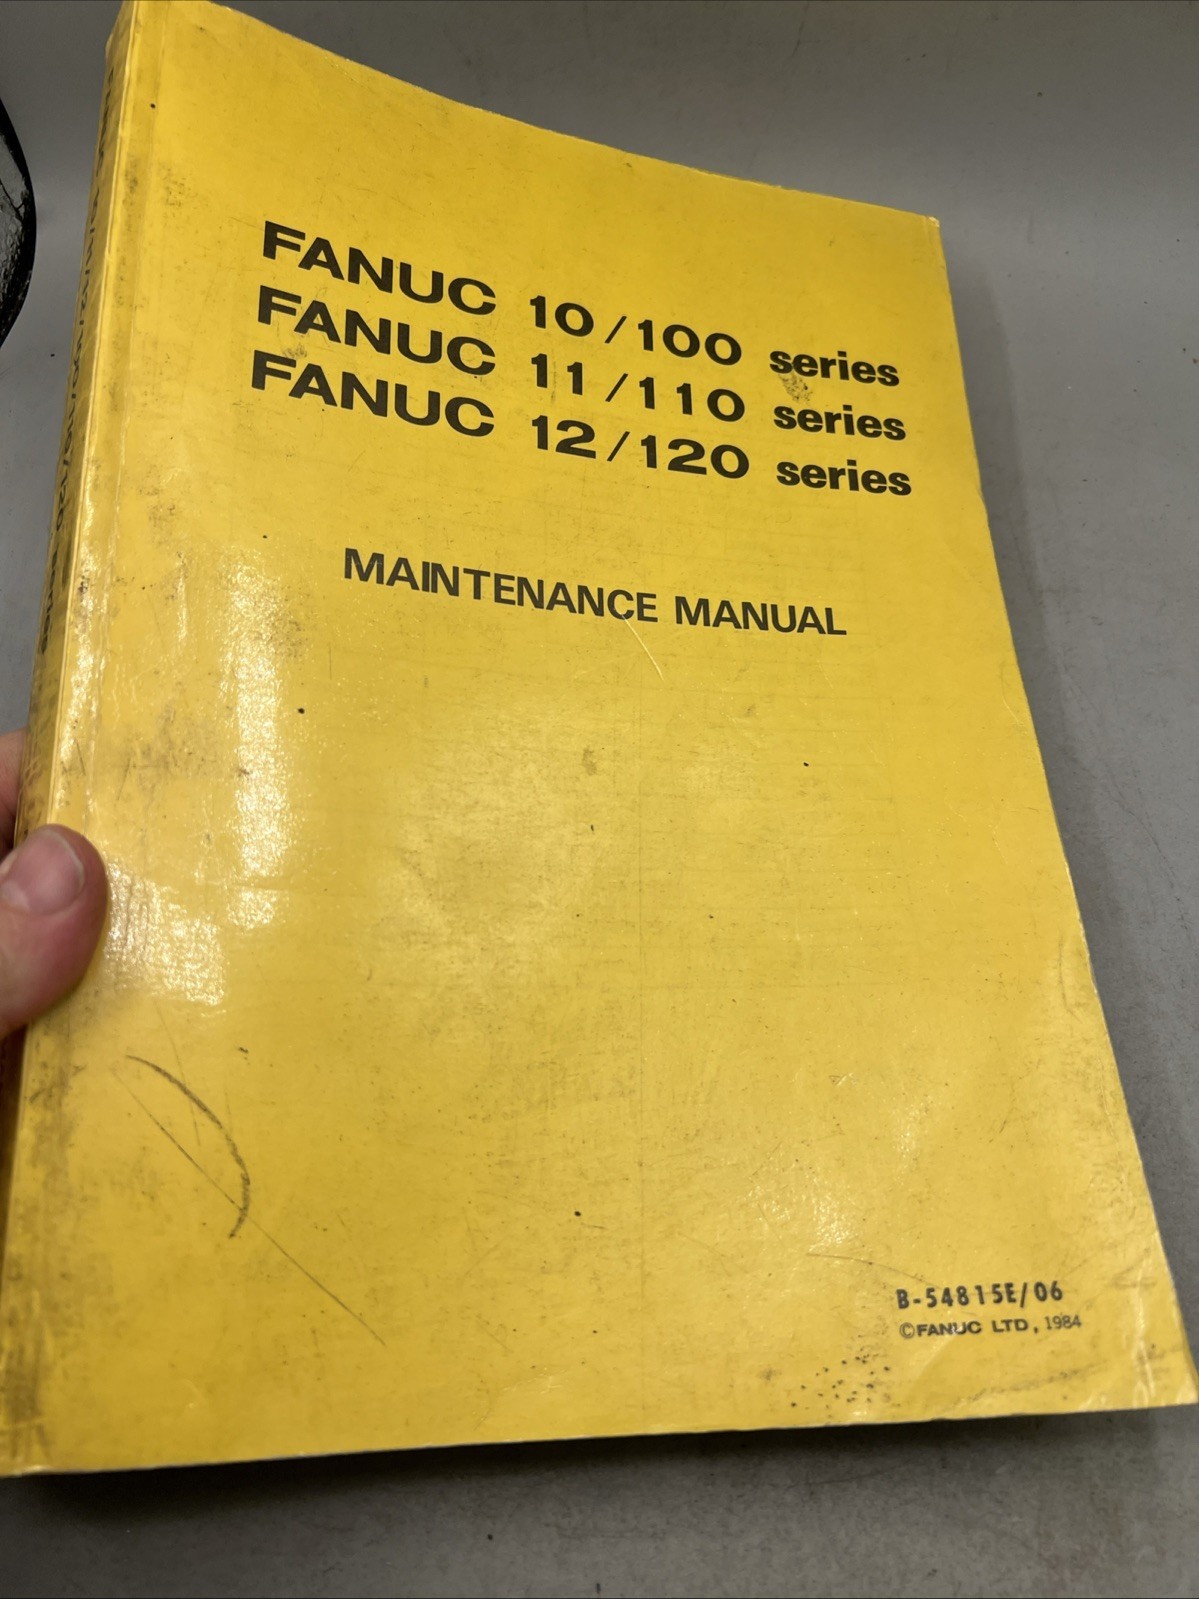 FANUC 10/100 series
FANUC 11/110 series
FANUC 12/120 series
MAINTENANCE MANUAL
B-54815E/06
©FANUC LTD, 1984